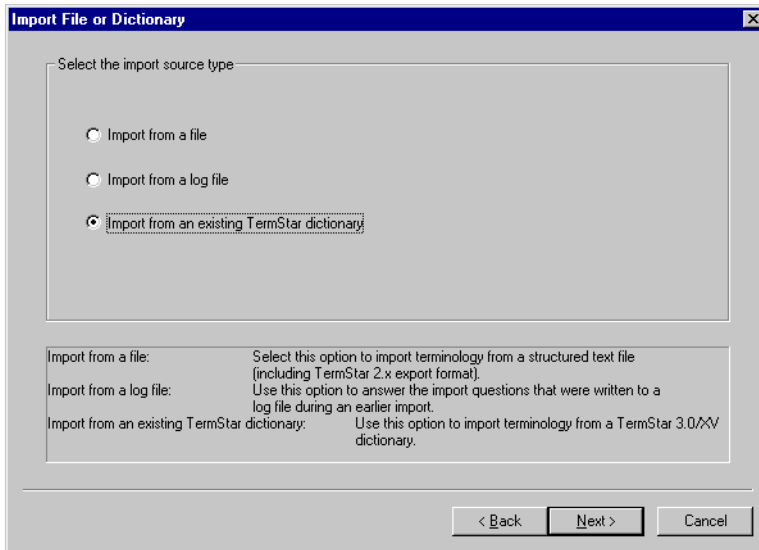 Import File or Dictionary
Select the import source type
Import from a file
Import from a log file
Import from an existing TermStar dictionary
Import from a file: Select this option to import terminology from a structured text file
(including TermStar 2.x export format).
Import from a log file: Use this option to answer the import questions that were written to a
log file during an earlier import.
Import from an existing TermStar dictionary: Use this option to import terminology from a TermStar 3.0/XV
dictionary.
< Back Next > Cancel